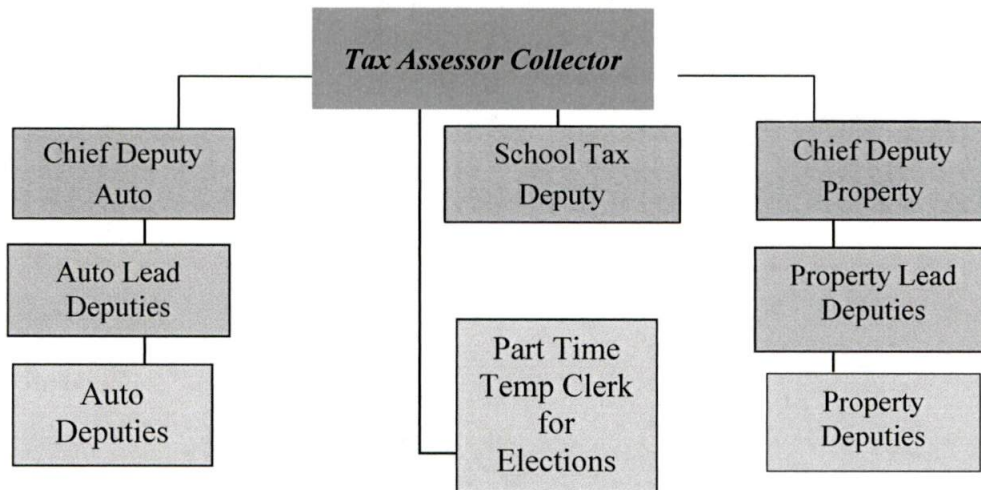 Tax Assessor Collector
Chief Deputy
Auto
School Tax
Deputy
Chief Deputy
Property
Auto Lead
Deputies
Property Lead
Deputies
Part Time
Temp Clerk
for
Elections
Auto
Deputies
Property
Deputies